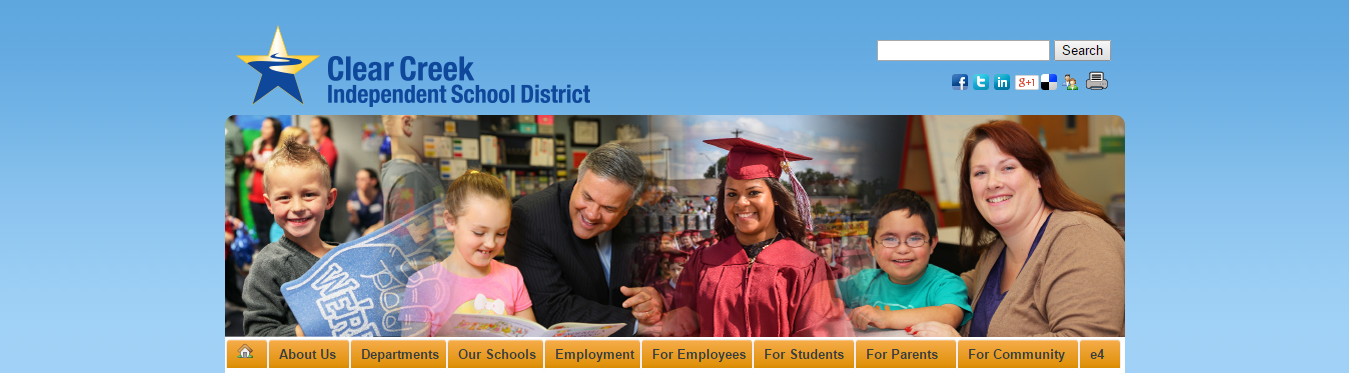 Clear Creek
Independent School District
Search
g+1
WE'RE
About Us
Departments
Our Schools
Employment
For Employees
For Students
For Parents
For Community
e4